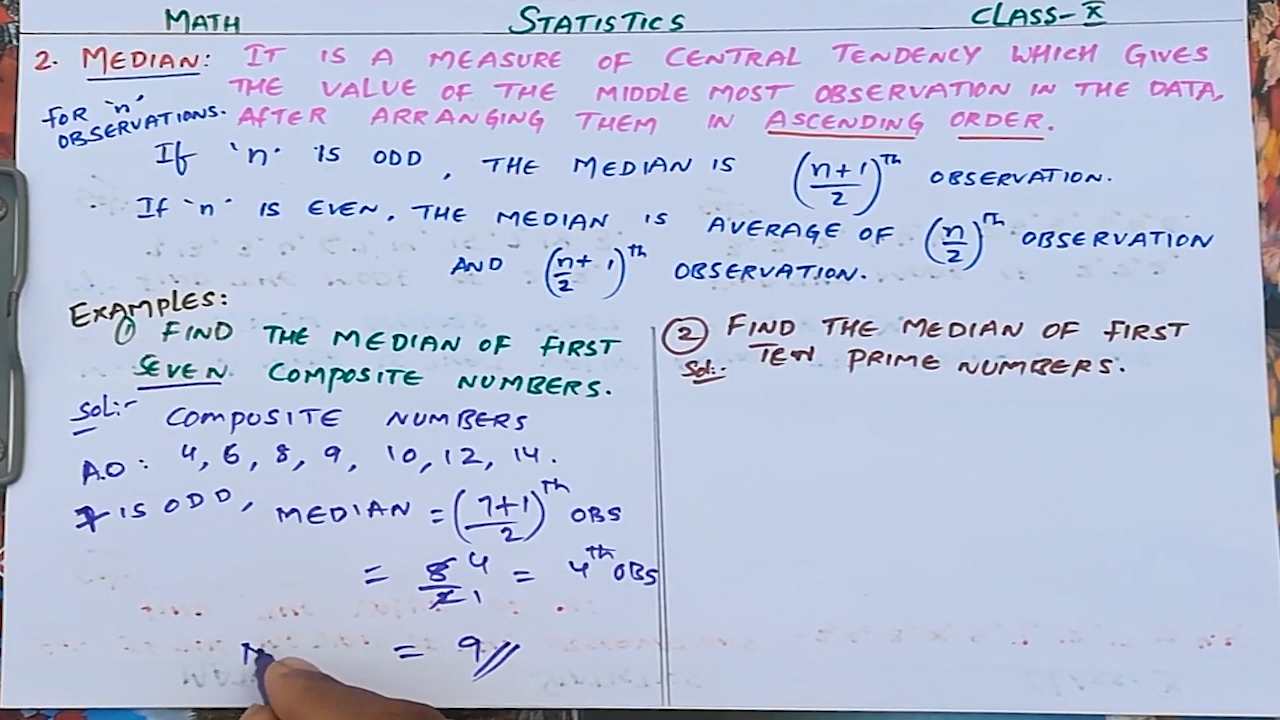 MATH STATISTICS CLASS-X
2. MEDIAN: IT IS A MEASURE OF CENTRAL TENDENCY WHICH GIVES
THE VALUE OF THE MIDDLE MOST OBSERVATION IN THE DATA,
AFTER ARRANGING THEM IN ASCENDING ORDER.
FOR 'n'
OBSERVATIONS.
If 'n' IS ODD, THE MEDIAN IS ((n+1)/2)th OBSERVATION.
If 'n' IS EVEN, THE MEDIAN IS AVERAGE OF (n/2)th OBSERVATION
AND (n/2 + 1)th OBSERVATION.
EXAMPLES:
① FIND THE MEDIAN OF FIRST
SEVEN COMPOSITE NUMBERS.
Sol:- COMPOSITE NUMBERS
A.O: 4, 6, 8, 9, 10, 12, 14.
7 IS ODD, MEDIAN = ((7+1)/2)th OBS
= 8/2 4/1 = 4th OBS
= 9//
② FIND THE MEDIAN OF FIRST
TEN PRIME NUMBERS.
Sol:-